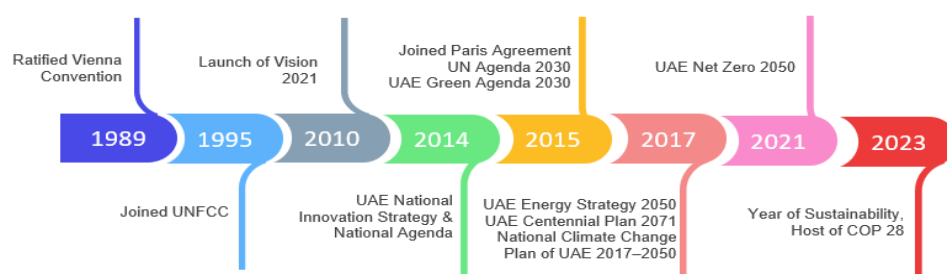 Ratified Vienna
Convention
Launch of Vision
2021
Joined Paris Agreement
UN Agenda 2030
UAE Green Agenda 2030
UAE Net Zero 2050
1989
1995
2010
2014
2015
2017
2021
2023
Joined UNFCC
UAE National
Innovation Strategy &
National Agenda
UAE Energy Strategy 2050
UAE Centennial Plan 2071
National Climate Change
Plan of UAE 2017–2050
Year of Sustainability,
Host of COP 28